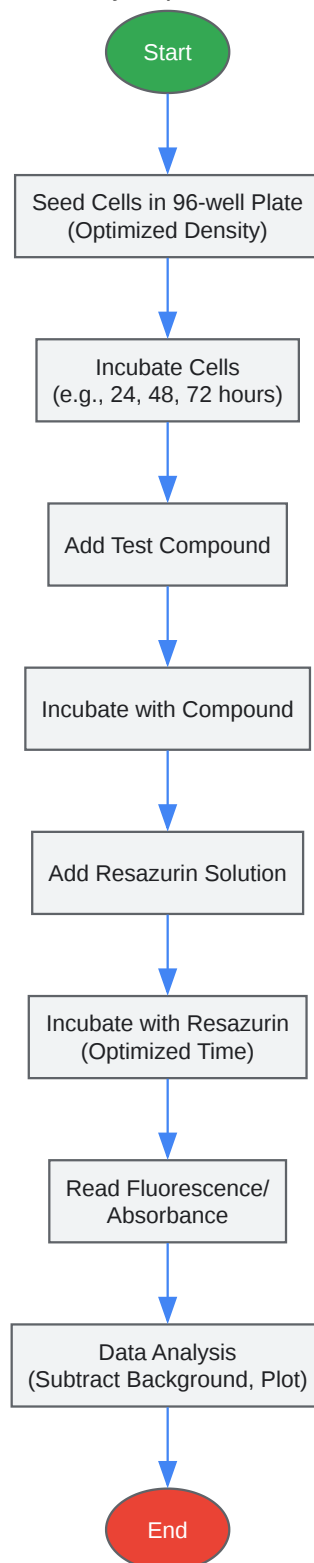 Start
Seed Cells in 96-well Plate
(Optimized Density)
Incubate Cells
(e.g., 24, 48, 72 hours)
Add Test Compound
Incubate with Compound
Add Resazurin Solution
Incubate with Resazurin
(Optimized Time)
Read Fluorescence/
Absorbance
Data Analysis
(Subtract Background, Plot)
End